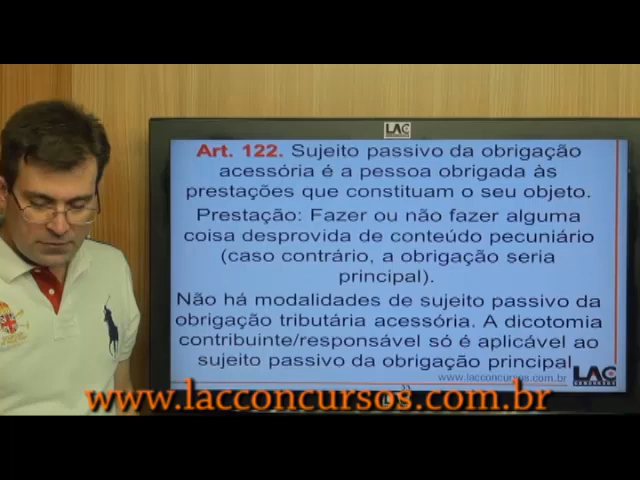 LAC
Art. 122. Sujeito passivo da obrigação
acessória é a pessoa obrigada às
prestações que constituam o seu objeto.
Prestação: Fazer ou não fazer alguma
coisa desprovida de conteúdo pecuniário
(caso contrário, a obrigação seria
principal).
Não há modalidades de sujeito passivo da
obrigação tributária acessória. A dicotomia
contribuinte/responsável só é aplicável ao
sujeito passivo da obrigação principal
www.lacconcursos.com.br
LAC
CONCURSOS
33
www.lacconcursos.com.br